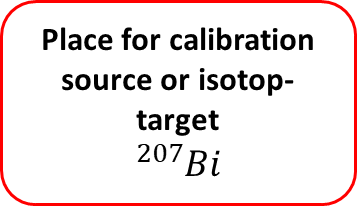 Place for calibration
source or isotop-
target
²⁰⁷Bi